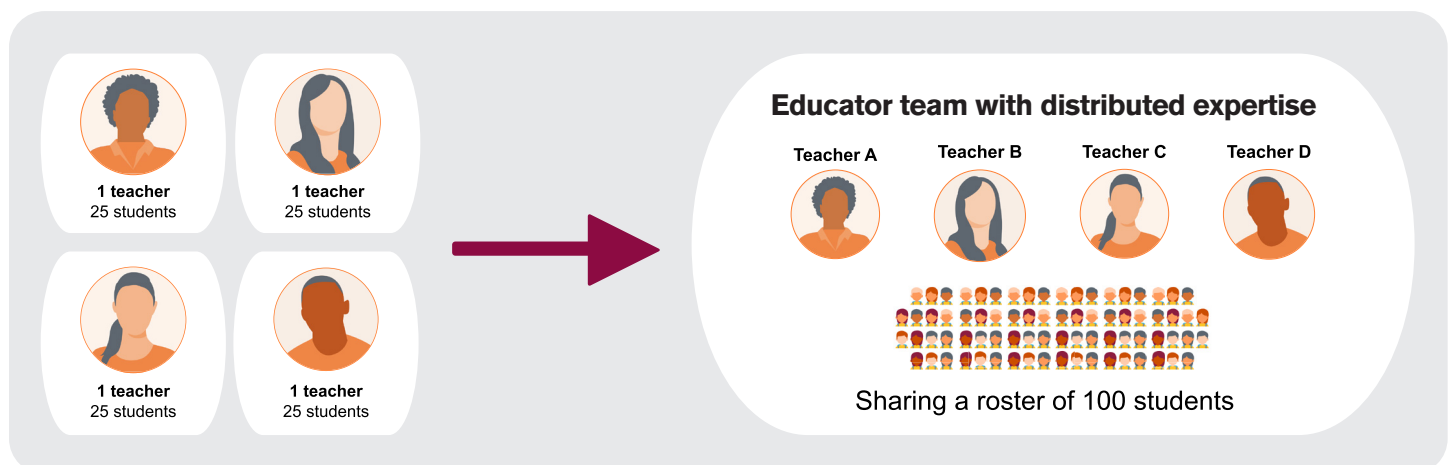 1 teacher
25 students
1 teacher
25 students
1 teacher
25 students
1 teacher
25 students
Educator team with distributed expertise
Teacher A
Teacher B
Teacher C
Teacher D
Sharing a roster of 100 students